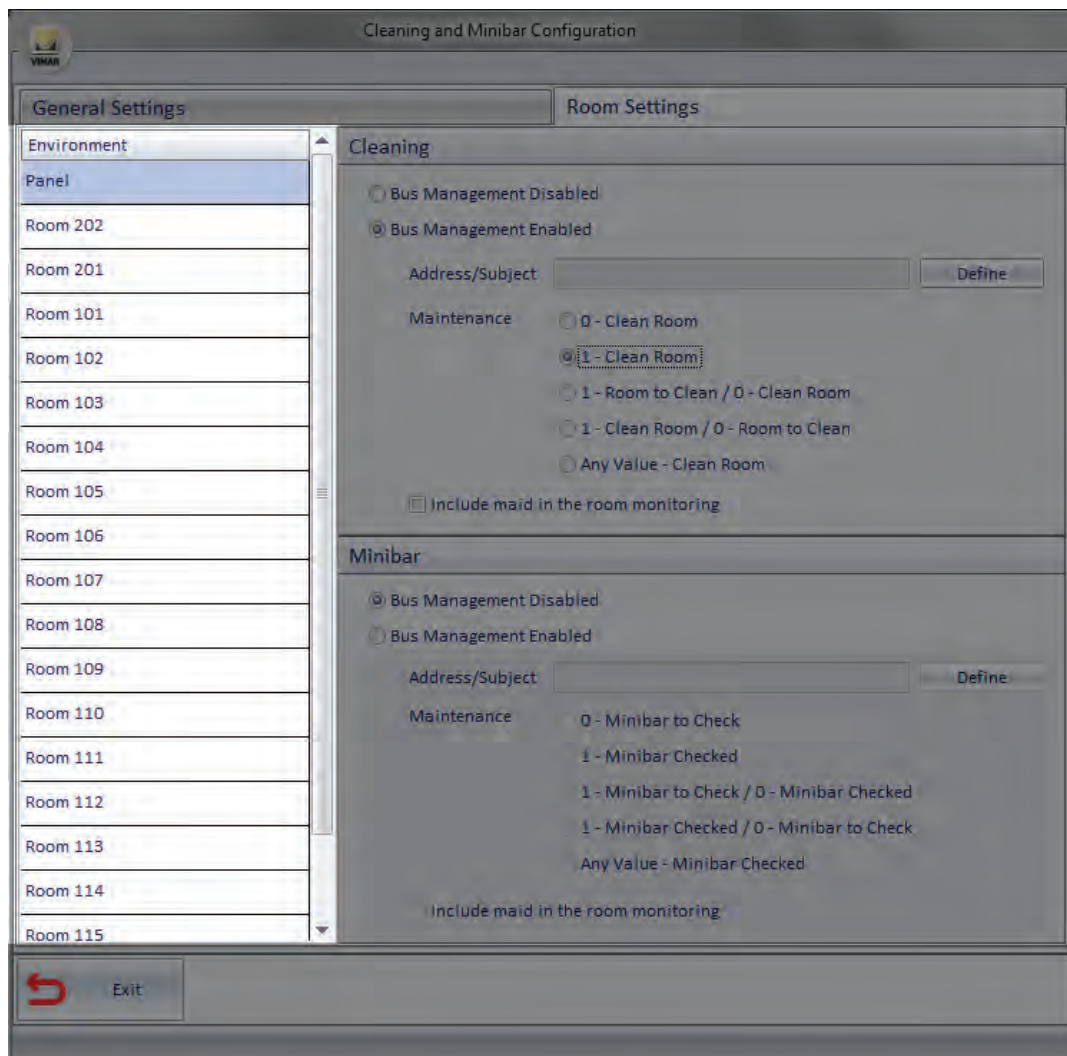 Cleaning and Minibar Configuration
VIMAR
General Settings
Room Settings
Environment
Panel
Room 202
Room 201
Room 101
Room 102
Room 103
Room 104
Room 105
Room 106
Room 107
Room 108
Room 109
Room 110
Room 111
Room 112
Room 113
Room 114
Room 115
Cleaning
Bus Management Disabled
Bus Management Enabled
Address/Subject Define
Maintenance 0 - Clean Room
1 - Clean Room
1 - Room to Clean / 0 - Clean Room
1 - Clean Room / 0 - Room to Clean
Any Value - Clean Room
Include maid in the room monitoring
Minibar
Bus Management Disabled
Bus Management Enabled
Address/Subject Define
Maintenance 0 - Minibar to Check
1 - Minibar Checked
1 - Minibar to Check / 0 - Minibar Checked
1 - Minibar Checked / 0 - Minibar to Check
Any Value - Minibar Checked
Include maid in the room monitoring
Exit